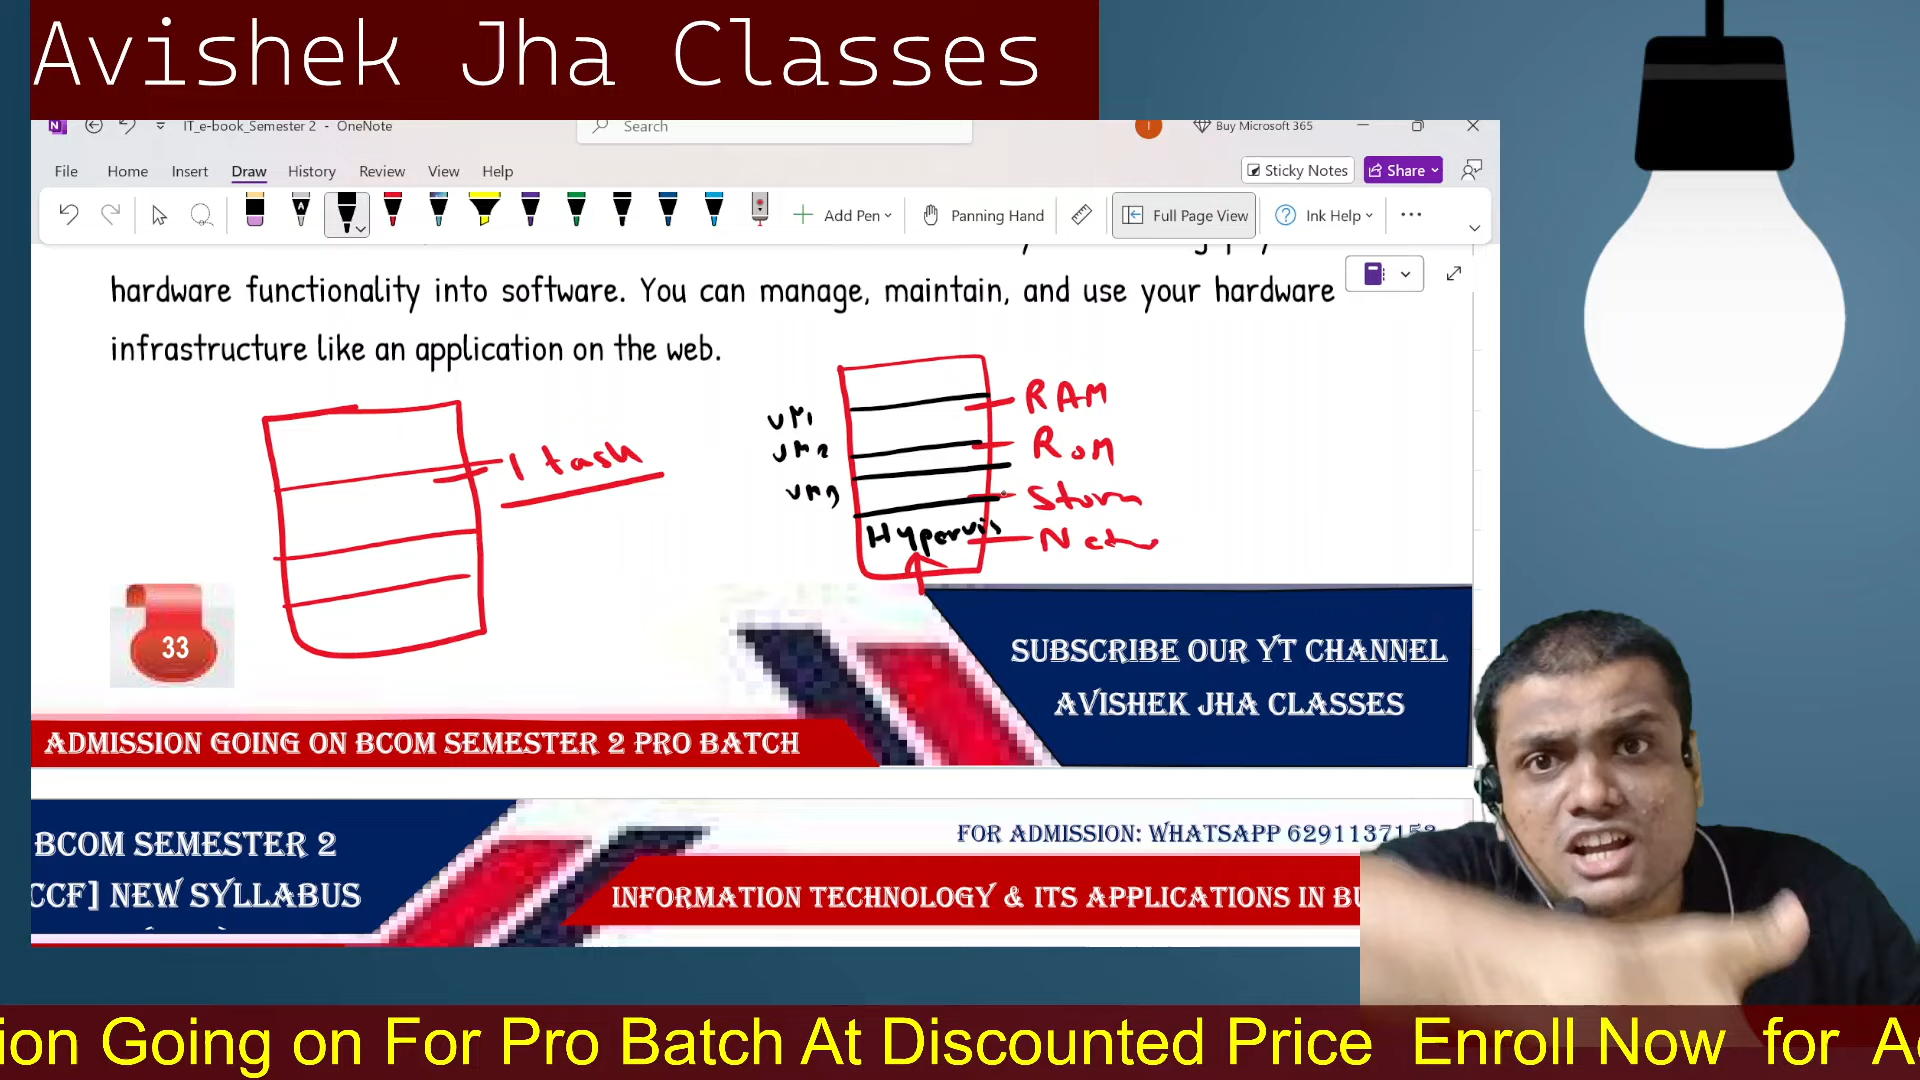 Avishek Jha Classes
IT_e-book_Semester 2 - OneNote
Search
Buy Microsoft 365
File Home Insert Draw History Review View Help
Sticky Notes
Share
Add Pen
Panning Hand
Full Page View
Ink Help
hardware functionality into software. You can manage, maintain, and use your hardware
infrastructure like an application on the web.
1 task
VM1
VM2
VM3
RAM
ROM
Hypervis
33
SUBSCRIBE OUR YT CHANNEL
AVISHEK JHA CLASSES
ADMISSION GOING ON BCOM SEMESTER 2 PRO BATCH
BCOM SEMESTER 2
CCF] NEW SYLLABUS
FOR ADMISSION: WHATSAPP 6291137153
INFORMATION TECHNOLOGY & ITS APPLICATIONS IN BU
ion Going on For Pro Batch At Discounted Price Enroll Now for A